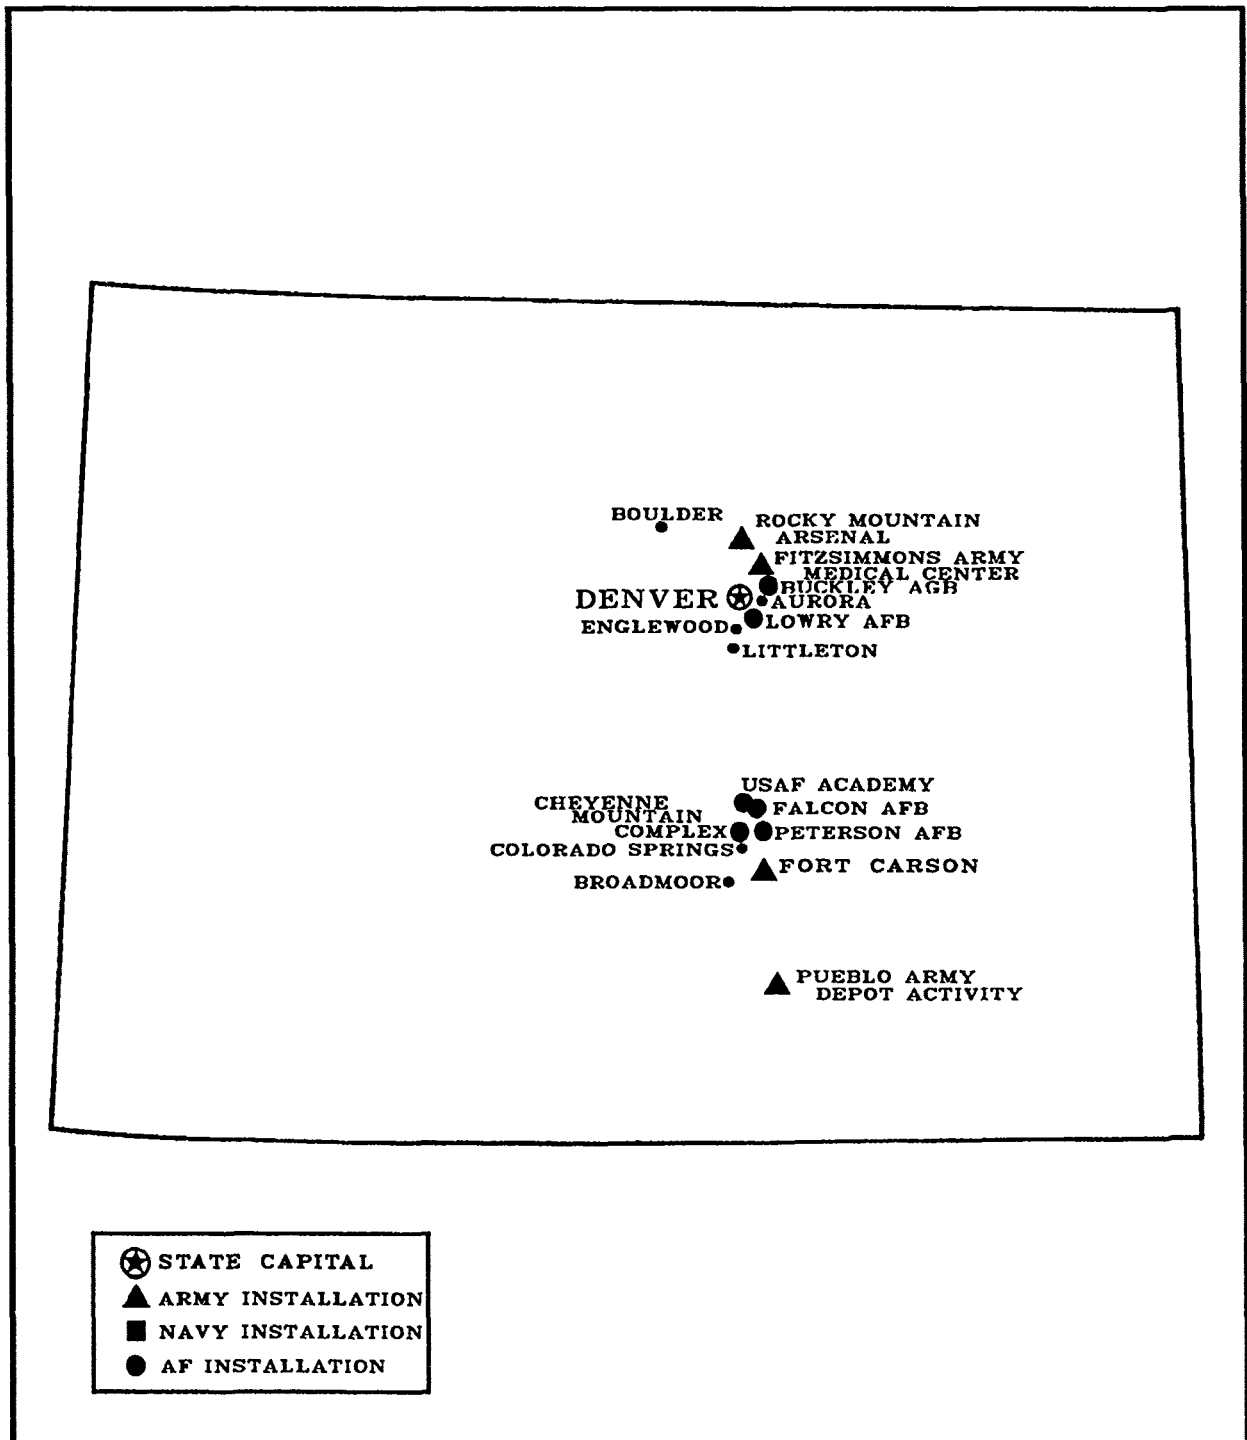 BOULDER
ROCKY MOUNTAIN
ARSENAL
FITZSIMMONS ARMY
MEDICAL CENTER
BUCKLEY AGB
DENVER
AURORA
LOWRY AFB
ENGLEWOOD
LITTLETON
USAF ACADEMY
CHEYENNE
MOUNTAIN
COMPLEX
FALCON AFB
PETERSON AFB
COLORADO SPRINGS
FORT CARSON
BROADMOOR
PUEBLO ARMY
DEPOT ACTIVITY
STATE CAPITAL
ARMY INSTALLATION
NAVY INSTALLATION
AF INSTALLATION